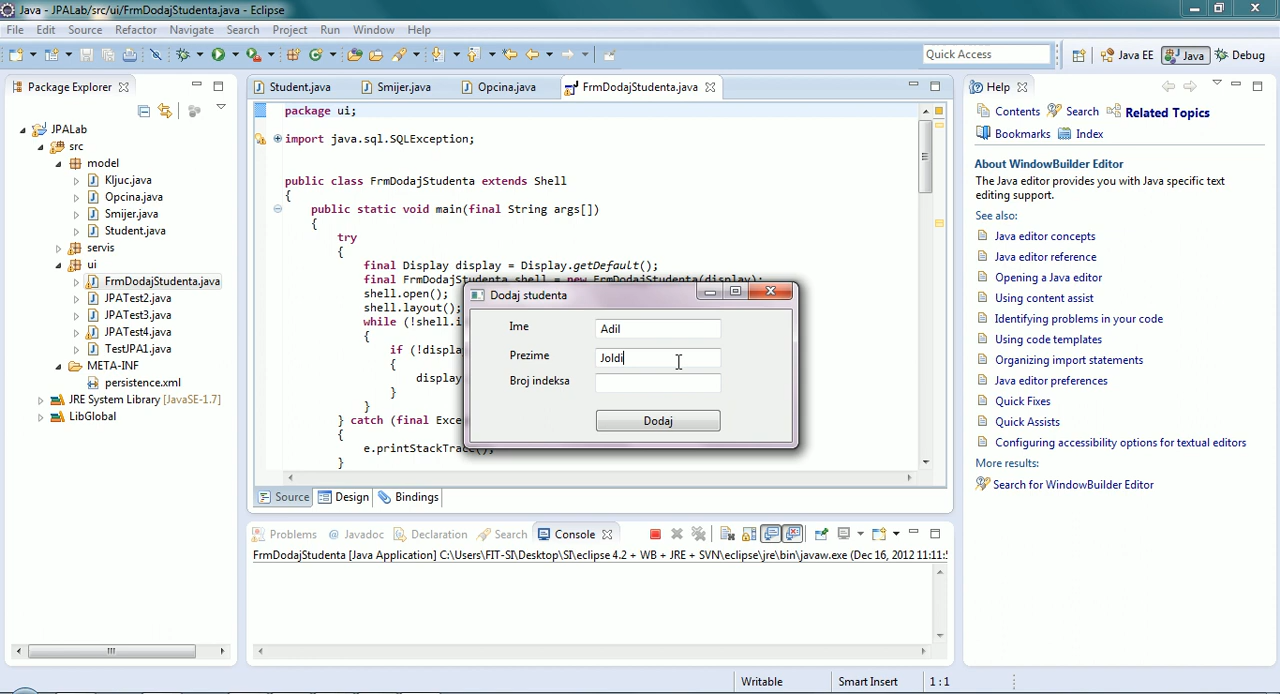 Java - JPALab/src/ui/FrmDodajStudenta.java - Eclipse
File Edit Source Refactor Navigate Search Project Run Window Help
Quick Access
Java EE Java Debug
Package Explorer
JPALab
src
model
Kljuc.java
Opcina.java
Smijer.java
Student.java
servis
ui
FrmDodajStudenta.java
JPATest2.java
JPATest3.java
JPATest4.java
TestJPA1.java
META-INF
persistence.xml
JRE System Library [JavaSE-1.7]
LibGlobal
Student.java Smijer.java Opcina.java FrmDodajStudenta.java
package ui;
import java.sql.SQLException;
public class FrmDodajStudenta extends Shell
{
public static void main(final String args[])
{
try
{
final Display display = Display.getDefault();
final FrmDodajStudenta shell = new FrmDodajStudenta(display);
shell.open();
shell.layout();
while (!shell.i
{
if (!displa
{
display
}
}
} catch (final Exce
{
e.printStackTrace();
}
Source Design Bindings
Dodaj studenta
Ime Adil
Prezime Joldi
Broj indeksa
Dodaj
Problems Javadoc Declaration Search Console
FrmDodajStudenta [Java Application] C:\Users\FIT-SI\Desktop\SI\eclipse 4.2 + WB + JRE + SVN\eclipse\jre\bin\javaw.exe (Dec 16, 2012 11:11:
Help
Contents Search Related Topics
Bookmarks Index
About WindowBuilder Editor
The Java editor provides you with Java specific text
editing support.
See also:
Java editor concepts
Java editor reference
Opening a Java editor
Using content assist
Identifying problems in your code
Using code templates
Organizing import statements
Java editor preferences
Quick Fixes
Quick Assists
Configuring accessibility options for textual editors
More results:
Search for WindowBuilder Editor
Writable Smart Insert 1 : 1